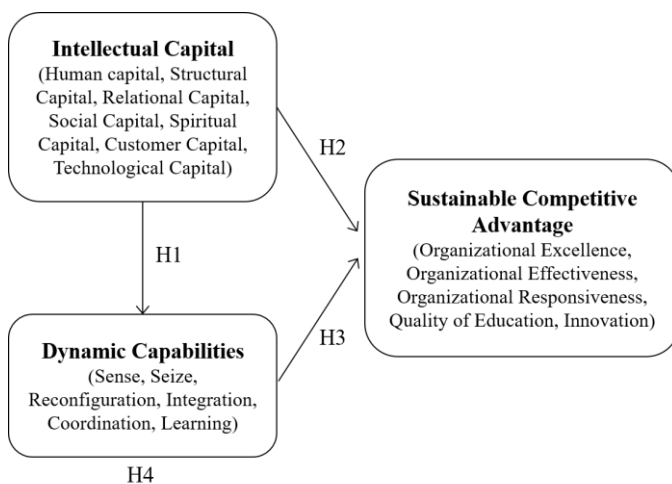 Intellectual Capital
(Human capital, Structural
Capital, Relational Capital,
Social Capital, Spiritual
Capital, Customer Capital,
Technological Capital)
H2
Sustainable Competitive
Advantage
(Organizational Excellence,
Organizational Effectiveness,
Organizational Responsiveness,
Quality of Education, Innovation)
H1
H3
Dynamic Capabilities
(Sense, Seize,
Reconfiguration, Integration,
Coordination, Learning)
H4